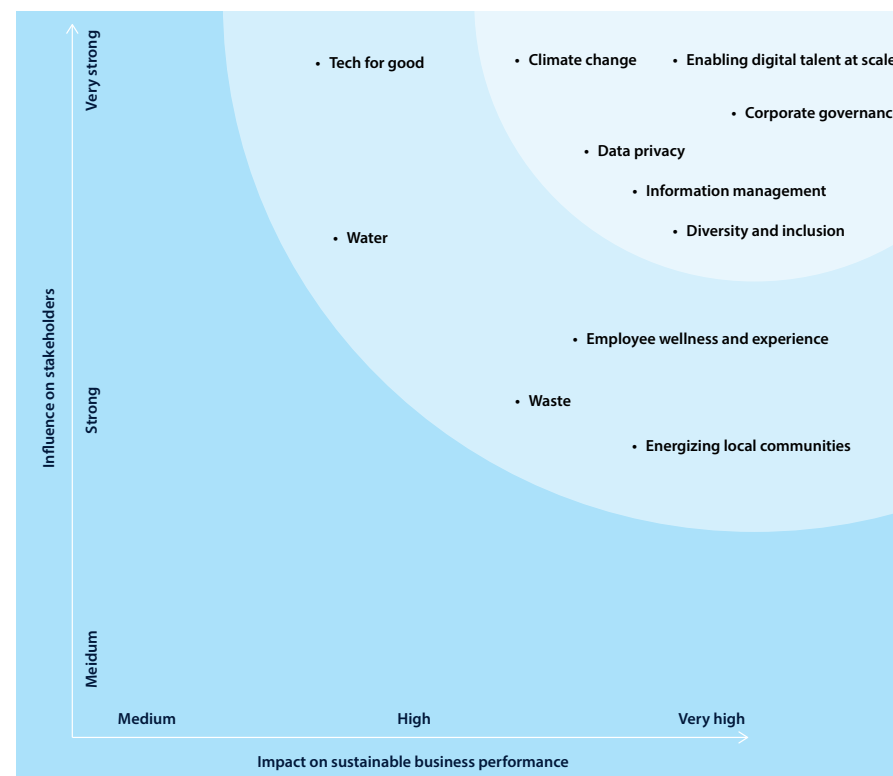 Very strong
• Tech for good
• Climate change
• Enabling digital talent at scale
• Corporate governanc
• Data privacy
• Information management
• Diversity and inclusion
• Water
Influence on stakeholders
• Employee wellness and experience
Strong
• Waste
• Energizing local communities
Meidum
Medium
High
Very high
Impact on sustainable business performance